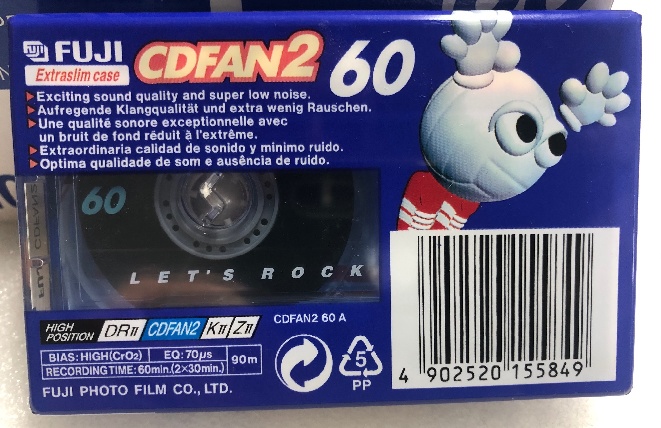 FUJI
CDFAN2 60
Extraslim case
Exciting sound quality and super low noise.
Aufregende Klangqualität und extra wenig Rauschen.
Une qualité sonore exceptionnelle avec
un bruit de fond réduit à l'extrême.
Extraordinaria calidad de sonido y minimo ruido.
Optima qualidade de som e ausência de ruido.
60
LET'S ROCK
HIGH POSITION
DRII CDFAN2 KII ZII
CDFAN2 60 A
BIAS: HIGH(CrO2) EQ: 70µs 90m
RECORDING TIME: 60min.(2×30min.)
FUJI PHOTO FILM CO., LTD.
5
PP
4 902520 155849